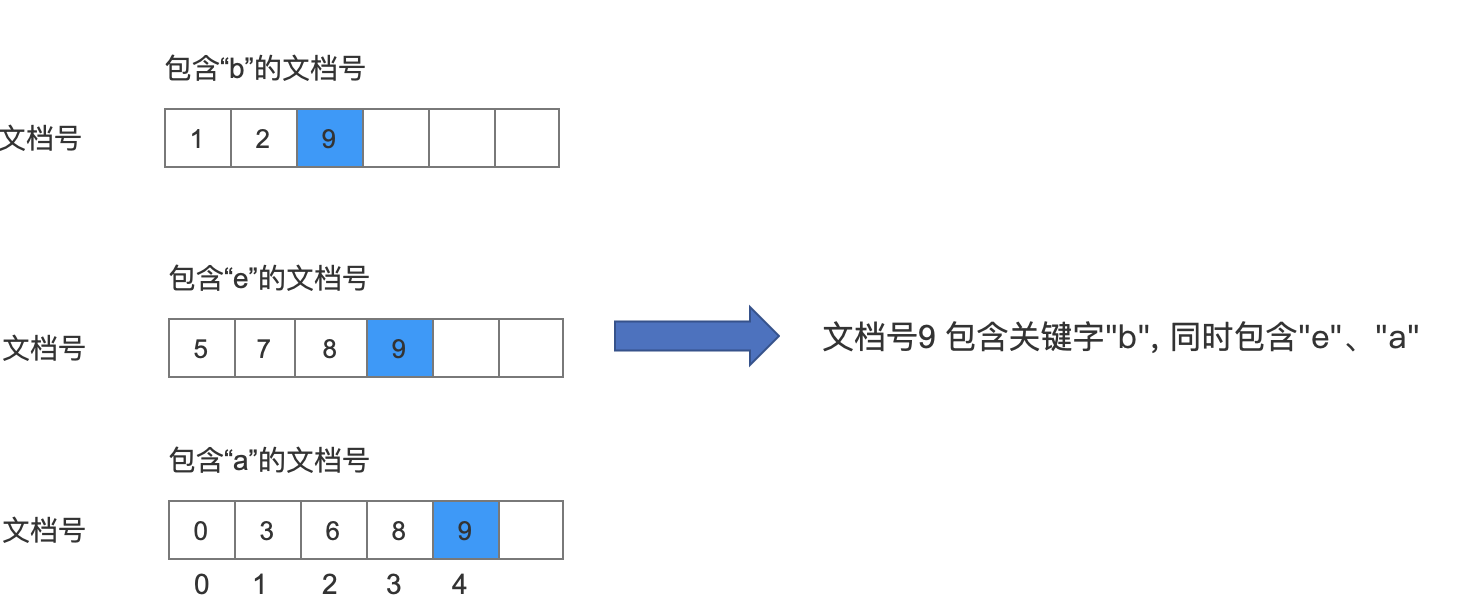 包含“b”的文档号
文档号 1 2 9
包含“e”的文档号
文档号 5 7 8 9
文档号9 包含关键字"b", 同时包含"e"、"a"
包含“a”的文档号
文档号 0 3 6 8 9
0 1 2 3 4